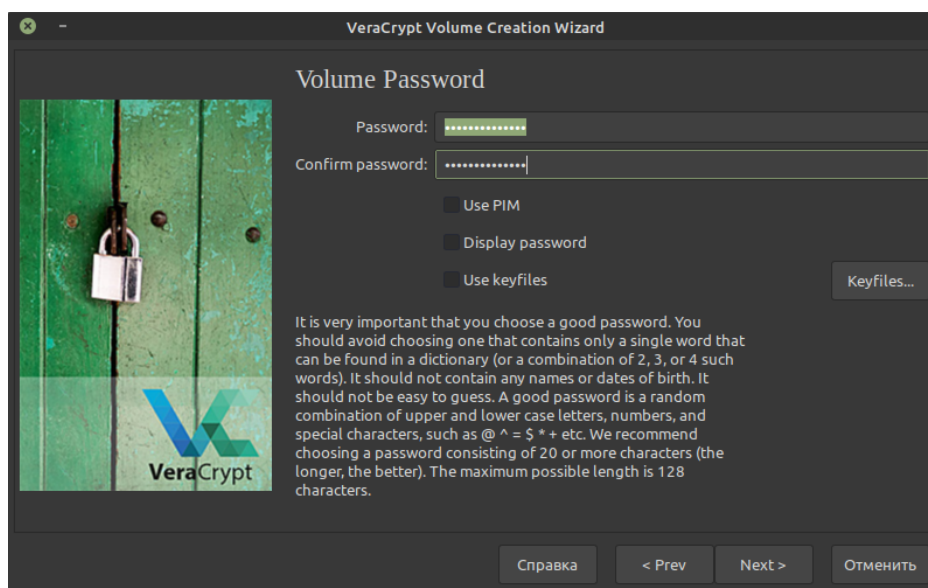 VeraCrypt Volume Creation Wizard
Volume Password
Password: ••••••••••••••
Confirm password: ••••••••••••••
Use PIM
Display password
Use keyfiles
Keyfiles...
It is very important that you choose a good password. You
should avoid choosing one that contains only a single word that
can be found in a dictionary (or a combination of 2, 3, or 4 such
words). It should not contain any names or dates of birth. It
should not be easy to guess. A good password is a random
combination of upper and lower case letters, numbers, and
special characters, such as @ ^ = $ * + etc. We recommend
choosing a password consisting of 20 or more characters (the
longer, the better). The maximum possible length is 128
characters.
VeraCrypt
Справка
< Prev
Next >
Отменить